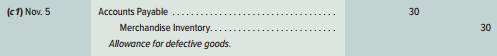 (c1) Nov. 5 Accounts Payable . . . . . . . . . . . . . . . . . . . . . . . . . . . . . . . . . . 30
Merchandise Inventory. . . . . . . . . . . . . . . . . . . . . . . . . . 30
Allowance for defective goods.